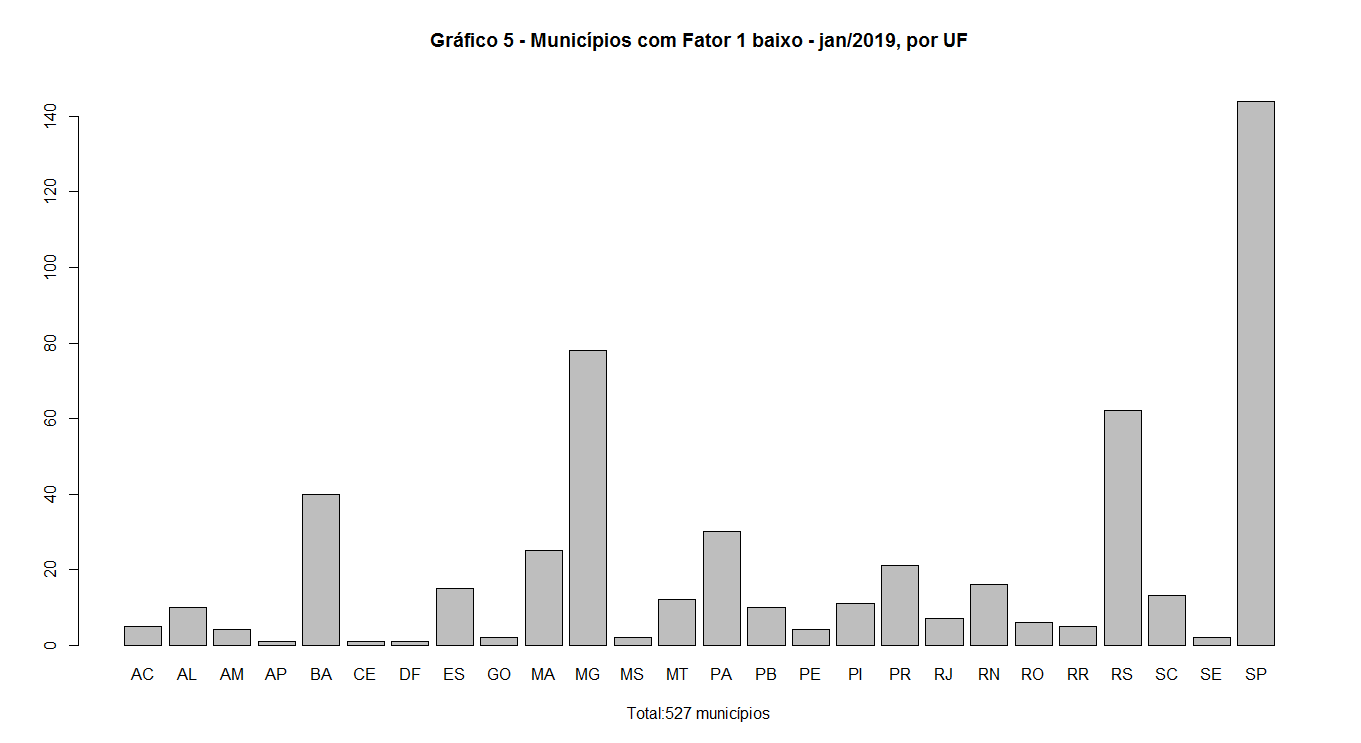 Gráfico 5 - Municípios com Fator 1 baixo - jan/2019, por UF
140
120
100
80
60
40
20
0
AC AL AM AP BA CE DF ES GO MA MG MS MT PA PB PE PI PR RJ RN RO RR RS SC SE SP
Total:527 municípios